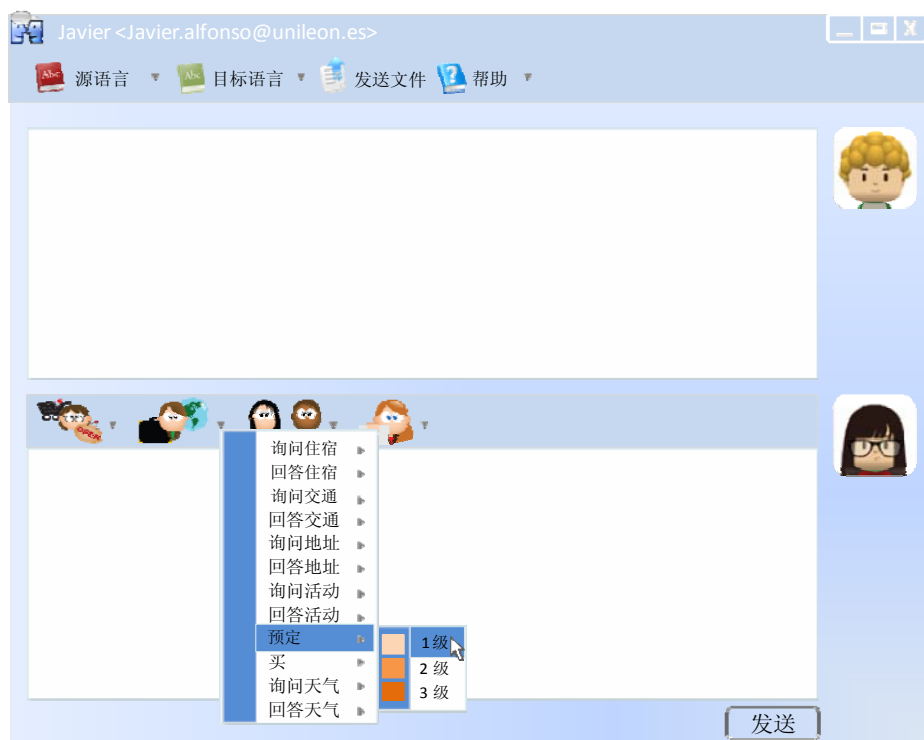 Javier <Javier.alfonso@unileon.es>
Abc 源语言 Abc 目标语言 发送文件 ? 帮助
OPEN
询问住宿
回答住宿
询问交通
回答交通
询问地址
回答地址
询问活动
回答活动
预定
1级
买
2 级
询问天气
3 级
回答天气
发送